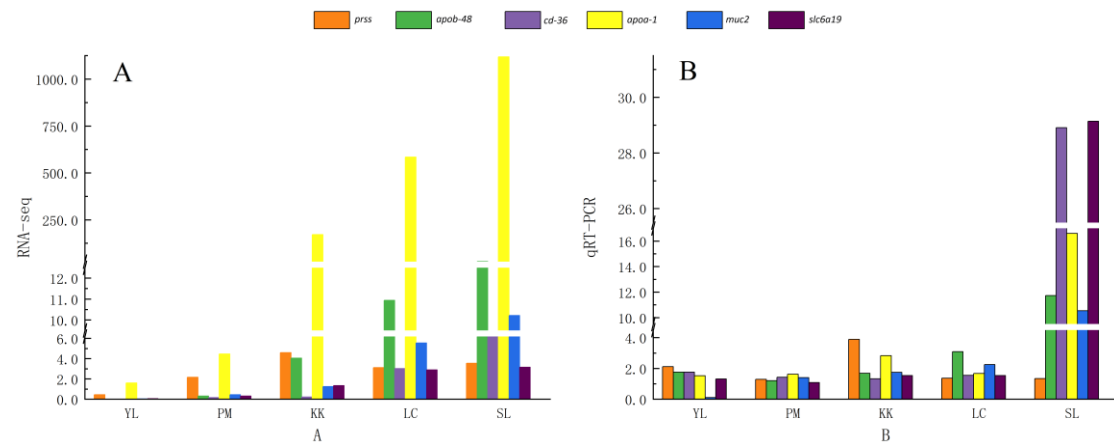 prss apob-48 cd-36 apoa-1 muc2 slc6a19
A
RNA-seq
1000.0
750.0
500.0
250.0
12.0
11.0
10.0
6.0
4.0
2.0
0.0
YL PM KK LC SL
A
B
qRT-PCR
30.0
28.0
26.0
16.0
14.0
12.0
10.0
4.0
2.0
0.0
YL PM KK LC SL
B